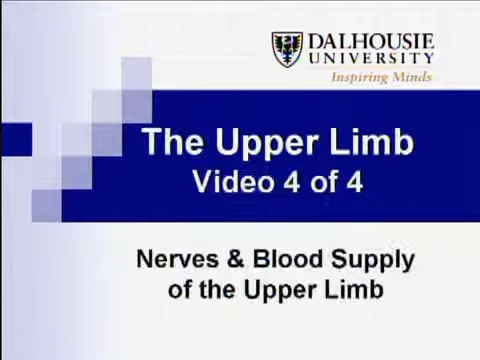 DALHOUSIE
UNIVERSITY
Inspiring Minds
The Upper Limb
Video 4 of 4
Nerves & Blood Supply
of the Upper Limb